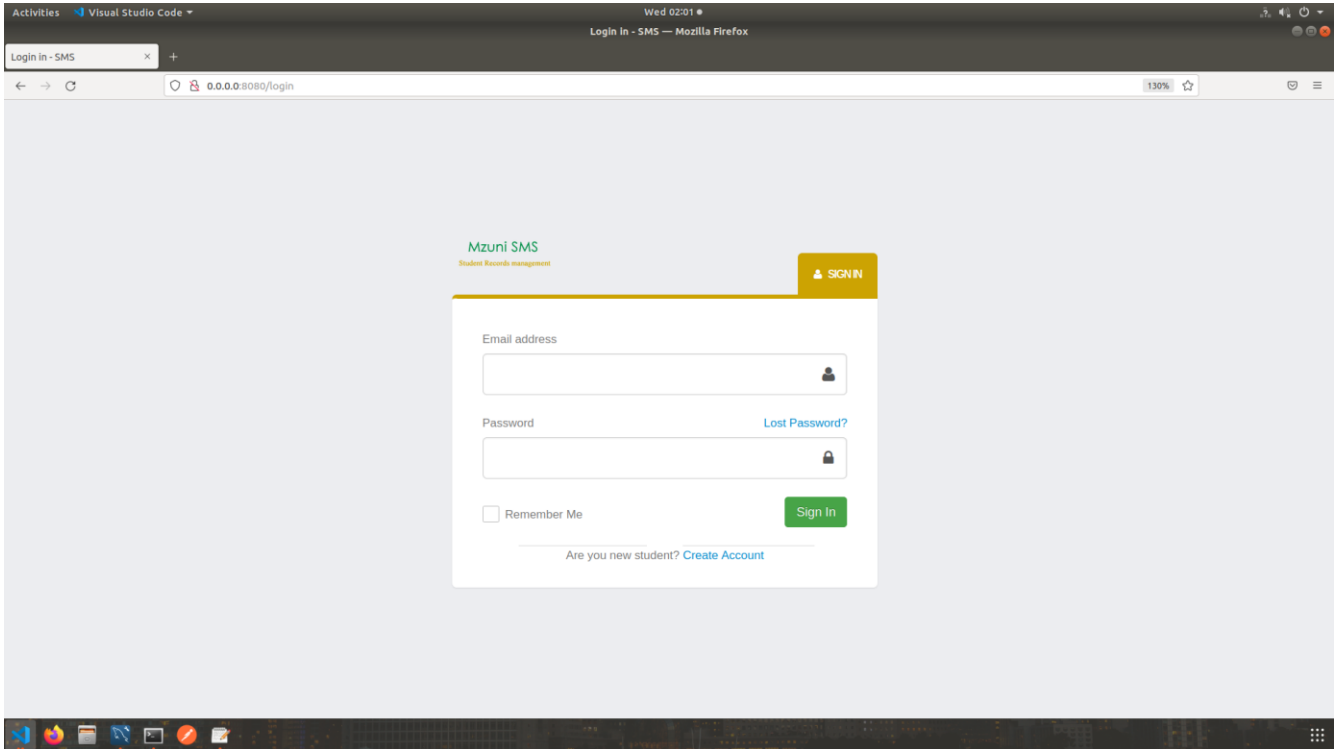 Activities Visual Studio Code Wed 02:01
Login in - SMS — Mozilla Firefox
Login in - SMS
0.0.0.0:8080/login 130%
Mzuni SMS
Student Records management
SIGN IN
Email address
Password Lost Password?
Remember Me Sign In
Are you new student? Create Account